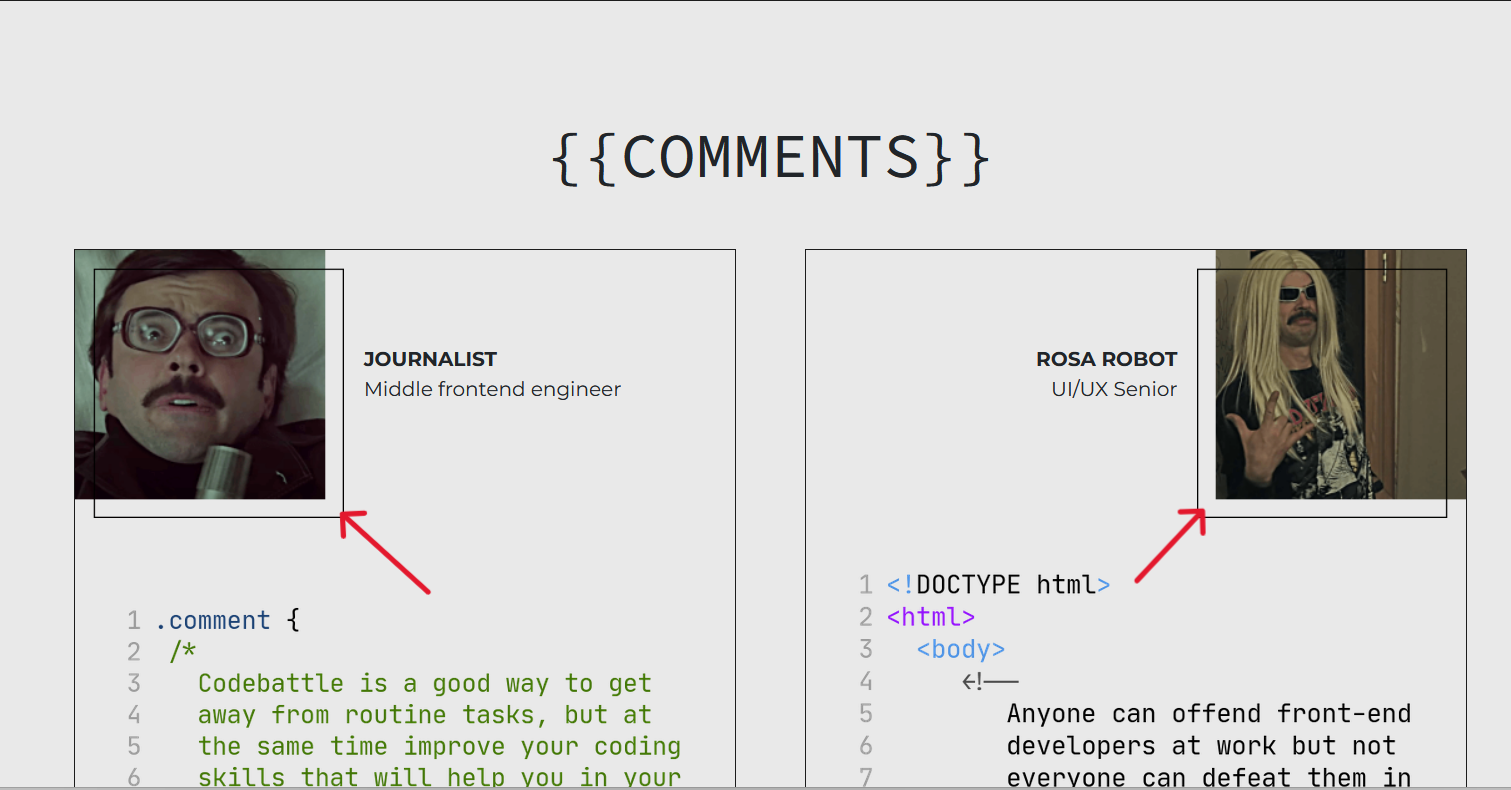 {{COMMENTS}}
JOURNALIST
Middle frontend engineer
1 .comment {
2 /*
3 Codebattle is a good way to get
4 away from routine tasks, but at
5 the same time improve your coding
6 skills that will help you in your
ROSA ROBOT
UI/UX Senior
1 <!DOCTYPE html>
2 <html>
3 <body>
4 <!--
5 Anyone can offend front-end
6 developers at work but not
7 everyone can defeat them in